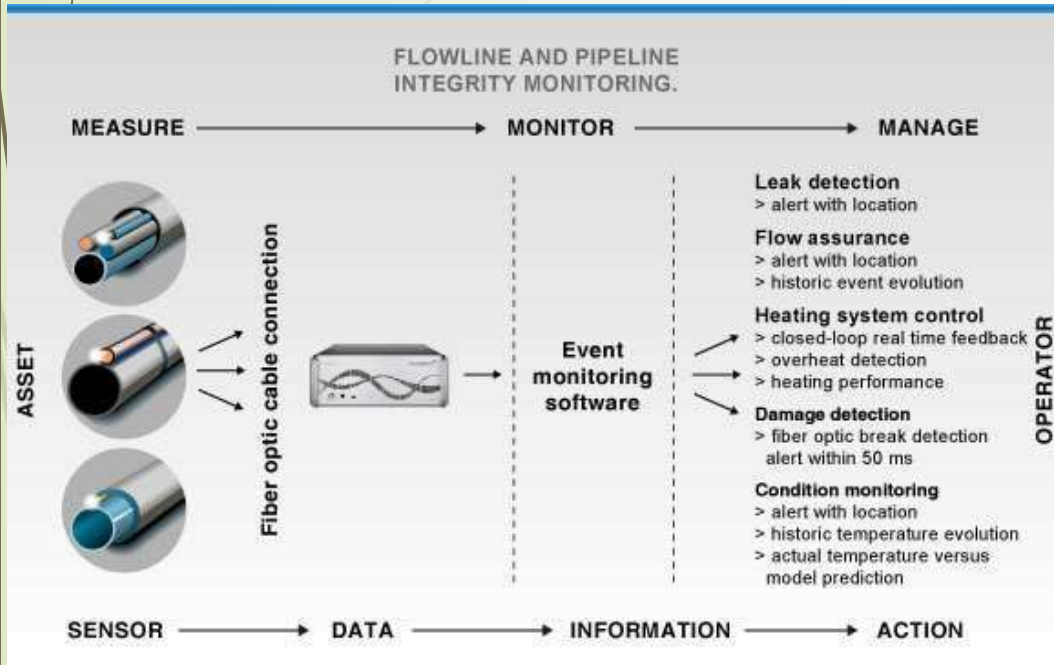 FLOWLINE AND PIPELINE
INTEGRITY MONITORING.
MEASURE
MONITOR
MANAGE
ASSET
Fiber optic cable connection
Event
monitoring
software
Leak detection
> alert with location
Flow assurance
> alert with location
> historic event evolution
Heating system control
> closed-loop real time feedback
> overheat detection
> heating performance
Damage detection
> fiber optic break detection
alert within 50 ms
Condition monitoring
> alert with location
> historic temperature evolution
> actual temperature versus
model prediction
OPERATOR
SENSOR
DATA
INFORMATION
ACTION